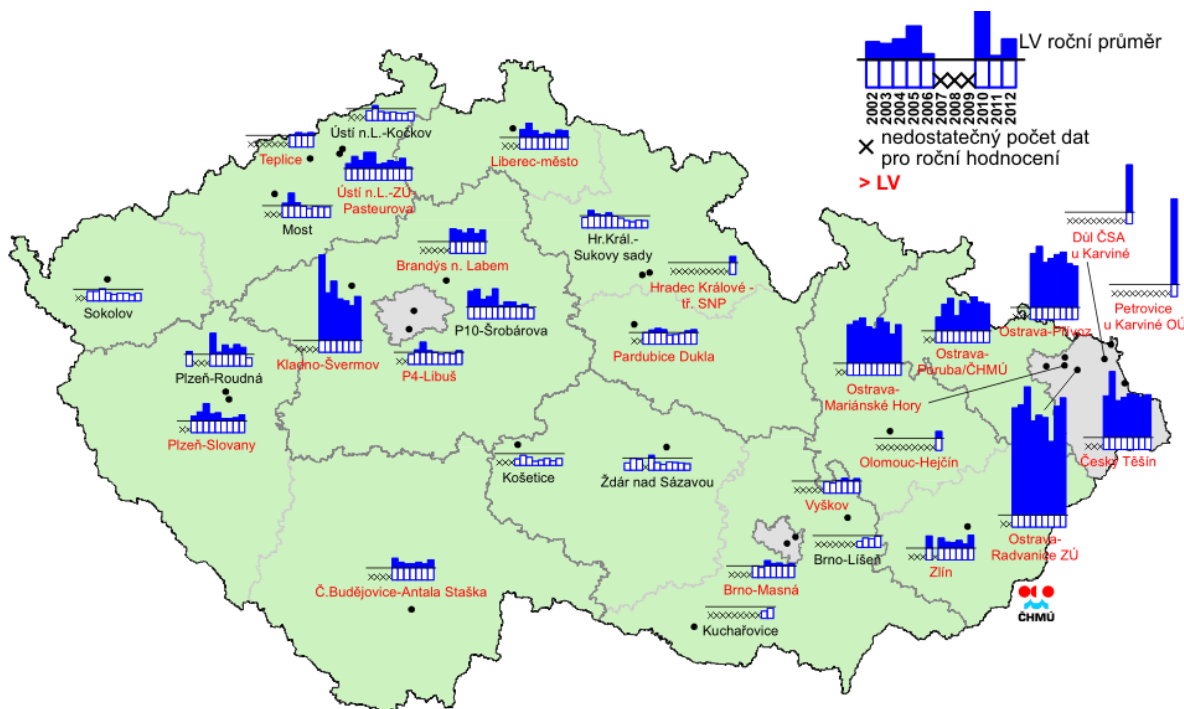 LV roční průměr
2002
2003
2004
2005
2006
2007
2008
2009
2010
2011
2012
nedostatečný počet dat
pro roční hodnocení
> LV
Ústí n.L.-Kočkov
Teplice
Ústí n.L.-ZÚ-
Pasteurova
Most
Liberec-město
Hr.Král.-
Sukovy sady
Hradec Králové -
tř. SNP
Brandýs n. Labem
Sokolov
P10-Šrobárova
Kladno-Švermov
P4-Libuš
Pardubice Dukla
Plzeň-Roudná
Plzeň-Slovany
Důl ČSA
u Karviné
Petrovice
u Karviné OÚ
Ostrava-Přívoz
Ostrava-
Poruba/ČHMÚ
Ostrava-
Mariánské Hory
Olomouc-Hejčín
Český Těšín
Košetice
Ždár nad Sázavou
Vyškov
Ostrava-
Radvanice ZÚ
Brno-Líšeň
Zlín
Č.Budějovice-Antala Staška
Brno-Masná
Kuchařovice
ČHMÚ